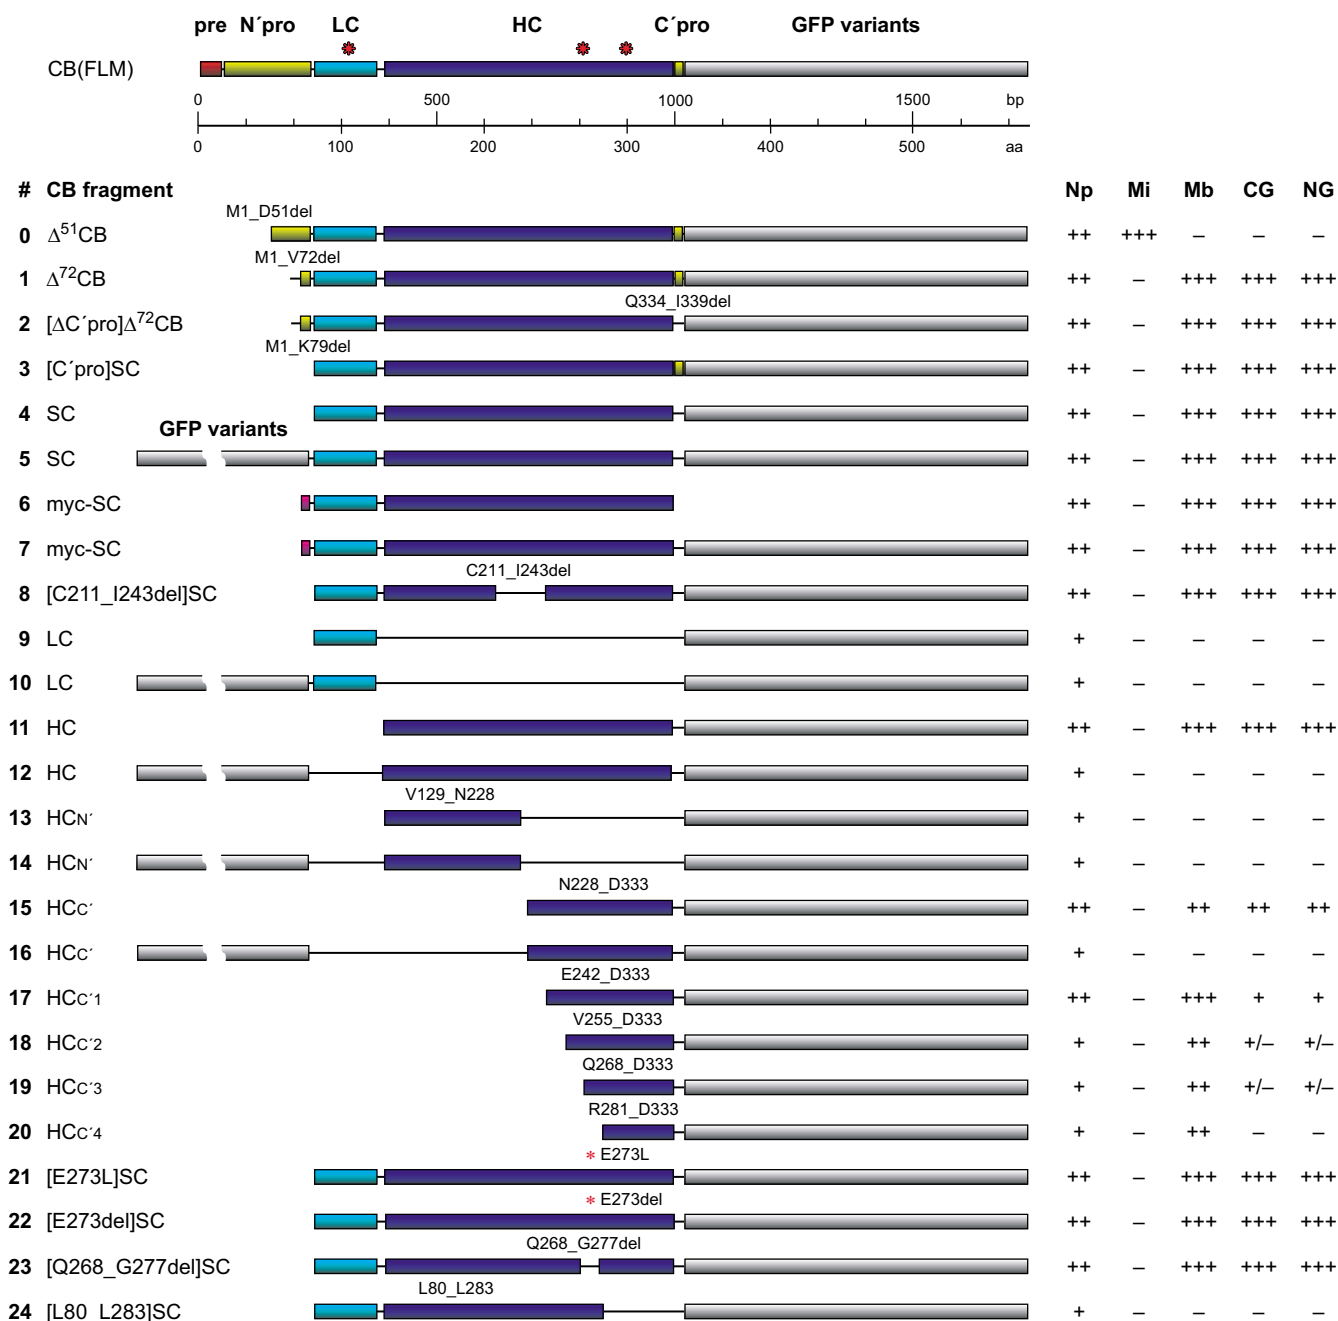 pre N´pro LC HC C´pro GFP variants
CB(FLM)
0 500 1000 1500 bp
0 100 200 300 400 500 aa
# CB fragment Np Mi Mb CG NG
M1_D51del
0 Δ51CB ++ +++ – – –
M1_V72del
1 Δ72CB ++ – +++ +++ +++
Q334_I339del
2 [ΔC´pro]Δ72CB ++ – +++ +++ +++
M1_K79del
3 [C´pro]SC ++ – +++ +++ +++
4 SC ++ – +++ +++ +++
GFP variants
5 SC ++ – +++ +++ +++
6 myc-SC ++ – +++ +++ +++
7 myc-SC ++ – +++ +++ +++
C211_I243del
8 [C211_I243del]SC ++ – +++ +++ +++
9 LC + – – – –
10 LC + – – – –
11 HC ++ – +++ +++ +++
12 HC + – – – –
V129_N228
13 HCN´ + – – – –
14 HCN´ + – – – –
N228_D333
15 HCC´ ++ – ++ ++ ++
16 HCC´ + – – – –
E242_D333
17 HCC´1 ++ – +++ + +
V255_D333
18 HCC´2 + – ++ +/– +/–
Q268_D333
19 HCC´3 + – ++ +/– +/–
R281_D333
20 HCC´4 + – ++ – –
* E273L
21 [E273L]SC ++ – +++ +++ +++
* E273del
22 [E273del]SC ++ – +++ +++ +++
Q268_G277del
23 [Q268_G277del]SC ++ – +++ +++ +++
L80_L283
24 [L80_L283]SC + – – – –